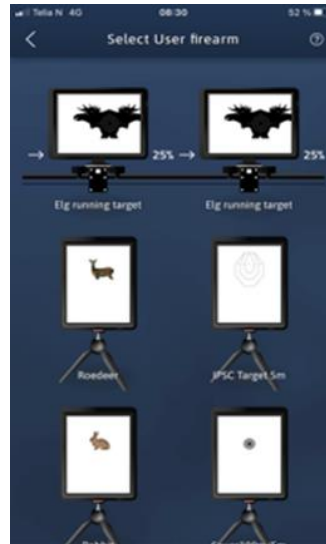 Telia N 4G 08:30 52 %
Select User firearm
25% 25%
Elg running target Elg running target
Roedeer IPSC Target 5m